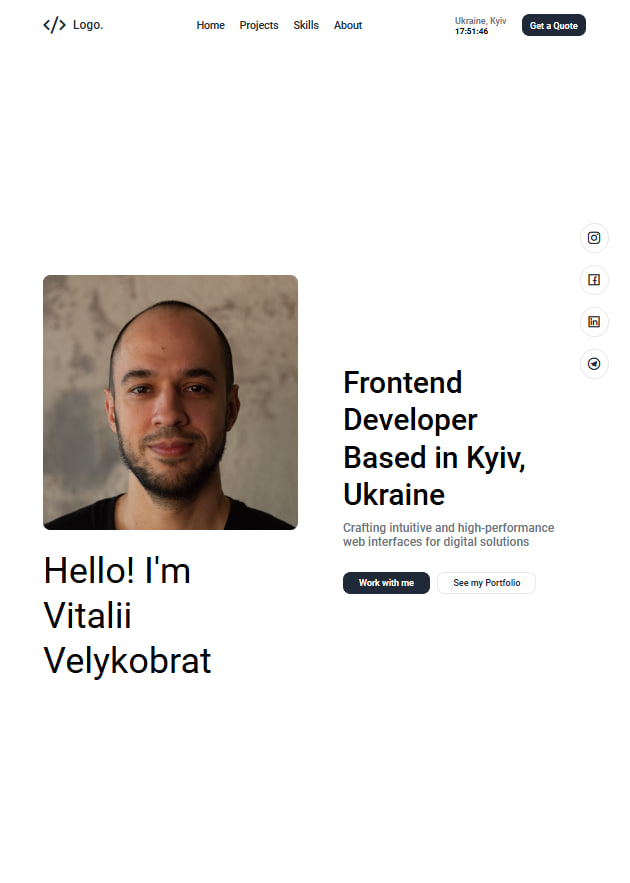 </> Logo.
Home Projects Skills About
Ukraine, Kyiv
17:51:46
Get a Quote
Frontend
Developer
Based in Kyiv,
Ukraine
Crafting intuitive and high-performance
web interfaces for digital solutions
Work with me
See my Portfolio
Hello! I'm
Vitalii
Velykobrat